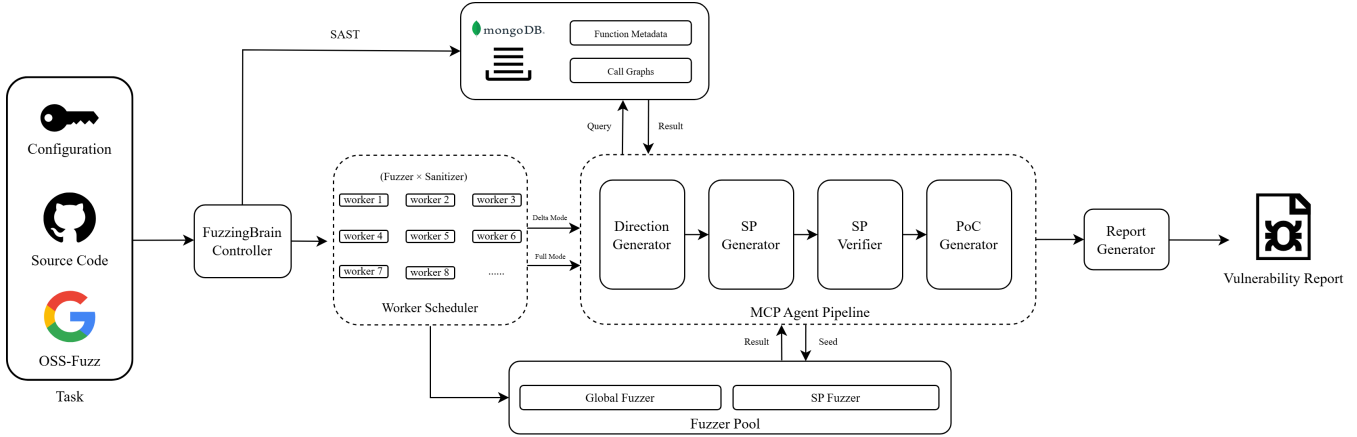 SAST
mongoDB.
Function Metadata
Call Graphs
Query
Result
Configuration
Source Code
OSS-Fuzz
Task
FuzzingBrain
Controller
(Fuzzer × Sanitizer)
worker 1
worker 2
worker 3
worker 4
worker 5
worker 6
worker 7
worker 8
......
Worker Scheduler
Delta Mode
Full Mode
Direction
Generator
SP
Generator
SP
Verifier
PoC
Generator
MCP Agent Pipeline
Report
Generator
Vulnerability Report
Result
Seed
Global Fuzzer
SP Fuzzer
Fuzzer Pool